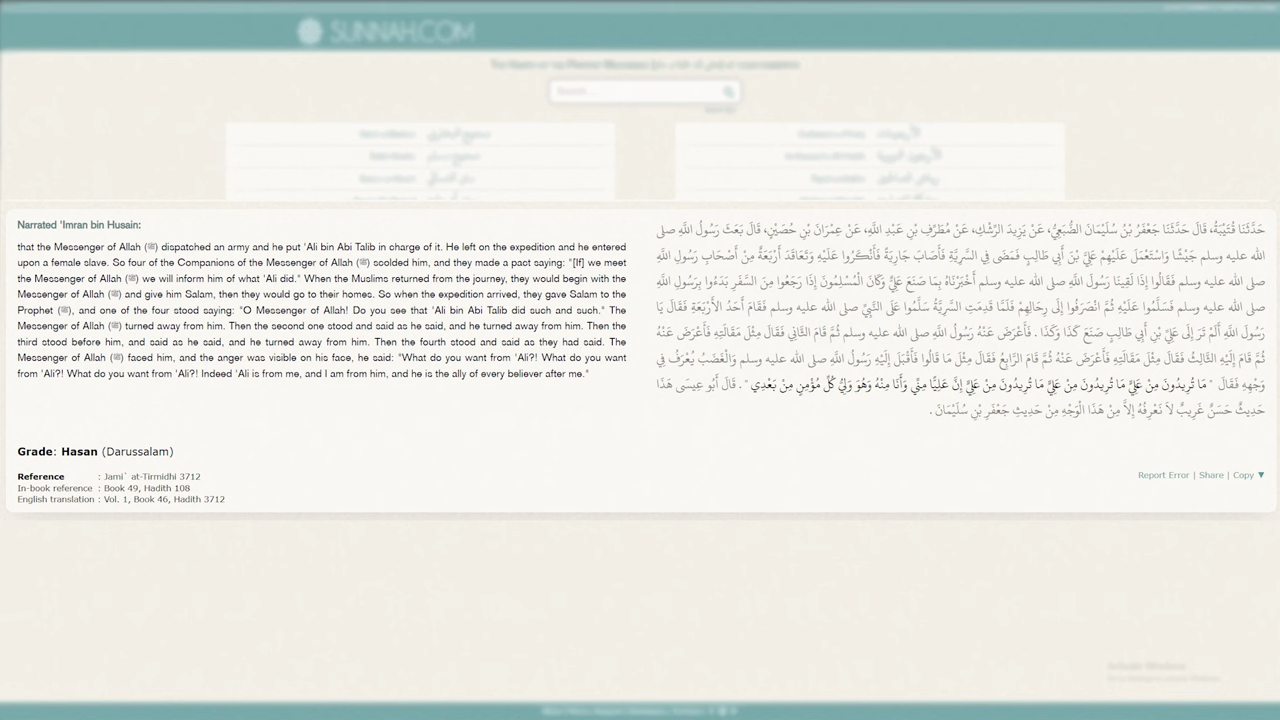 SUNNAH.COM
Search...
Narrated 'Imran bin Husain:
that the Messenger of Allah (ﷺ) dispatched an army and he put 'Ali bin Abi Talib in charge of it. He left on the expedition and he entered
upon a female slave. So four of the Companions of the Messenger of Allah (ﷺ) scolded him, and they made a pact saying: "[If] we meet
the Messenger of Allah (ﷺ) we will inform him of what 'Ali did." When the Muslims returned from the journey, they would begin with the
Messenger of Allah (ﷺ) and give him Salam, then they would go to their homes. So when the expedition arrived, they gave Salam to the
Prophet (ﷺ), and one of the four stood saying: "O Messenger of Allah! Do you see that 'Ali bin Abi Talib did such and such." The
Messenger of Allah (ﷺ) turned away from him. Then the second one stood and said as he said, and he turned away from him. Then the
third stood before him, and said as he said, and he turned away from him. Then the fourth stood and said as they had said. The
Messenger of Allah (ﷺ) faced him, and the anger was visible on his face, he said: "What do you want from 'Ali?! What do you want
from 'Ali?! What do you want from 'Ali?! Indeed 'Ali is from me, and I am from him, and he is the ally of every believer after me."
حَدَّثَنَا قُتَيْبَةُ، قَالَ حَدَّثَنَا جَعْفَرُ بْنُ سُلَيْمَانَ الضُّبَعِيُّ، عَنْ يَزِيدَ الرِّشْكِ، عَنْ مُطَرِّفِ بْنِ عَبْدِ اللَّهِ، عَنْ عِمْرَانَ بْنِ حُصَيْنٍ، قَالَ بَعَثَ رَسُولُ اللَّهِ صلى
الله عليه وسلم جَيْشًا وَاسْتَعْمَلَ عَلَيْهِمْ عَلِيَّ بْنَ أَبِي طَالِبٍ فَمَضَى فِي السَّرِيَّةِ فَأَصَابَ جَارِيَةً فَأَنْكَرُوا عَلَيْهِ وَتَعَاقَدَ أَرْبَعَةٌ مِنْ أَصْحَابِ رَسُولِ اللَّهِ
صلى الله عليه وسلم فَقَالُوا إِذَا لَقِينَا رَسُولَ اللَّهِ صلى الله عليه وسلم أَخْبَرْنَاهُ بِمَا صَنَعَ عَلِيٌّ وَكَانَ الْمُسْلِمُونَ إِذَا رَجَعُوا مِنَ السَّفَرِ بَدَءُوا بِرَسُولِ اللَّهِ
صلى الله عليه وسلم فَسَلَّمُوا عَلَيْهِ ثُمَّ انْصَرَفُوا إِلَى رِحَالِهِمْ فَلَمَّا قَدِمَتِ السَّرِيَّةُ سَلَّمُوا عَلَى النَّبِيِّ صلى الله عليه وسلم فَقَامَ أَحَدُ الأَرْبَعَةِ فَقَالَ يَا
رَسُولَ اللَّهِ أَلَمْ تَرَ إِلَى عَلِيِّ بْنِ أَبِي طَالِبٍ صَنَعَ كَذَا وَكَذَا . فَأَعْرَضَ عَنْهُ رَسُولُ اللَّهِ صلى الله عليه وسلم ثُمَّ قَامَ الثَّانِي فَقَالَ مِثْلَ مَقَالَتِهِ فَأَعْرَضَ عَنْهُ
ثُمَّ قَامَ إِلَيْهِ الثَّالِثُ فَقَالَ مِثْلَ مَقَالَتِهِ فَأَعْرَضَ عَنْهُ ثُمَّ قَامَ الرَّابِعُ فَقَالَ مِثْلَ مَا قَالُوا فَأَقْبَلَ إِلَيْهِ رَسُولُ اللَّهِ صلى الله عليه وسلم وَالْغَضَبُ يُعْرَفُ فِي
وَجْهِهِ فَقَالَ " مَا تُرِيدُونَ مِنْ عَلِيٍّ مَا تُرِيدُونَ مِنْ عَلِيٍّ مَا تُرِيدُونَ مِنْ عَلِيٍّ إِنَّ عَلِيًّا مِنِّي وَأَنَا مِنْهُ وَهُوَ وَلِيُّ كُلِّ مُؤْمِنٍ مِنْ بَعْدِي " . قَالَ أَبُو عِيسَى هَذَا
حَدِيثٌ حَسَنٌ غَرِيبٌ لاَ نَعْرِفُهُ إِلاَّ مِنْ هَذَا الْوَجْهِ مِنْ حَدِيثِ جَعْفَرِ بْنِ سُلَيْمَانَ .
Grade: Hasan (Darussalam)
Reference : Jami` at-Tirmidhi 3712
In-book reference : Book 49, Hadith 108
English translation : Vol. 1, Book 46, Hadith 3712
Report Error | Share | Copy ▼